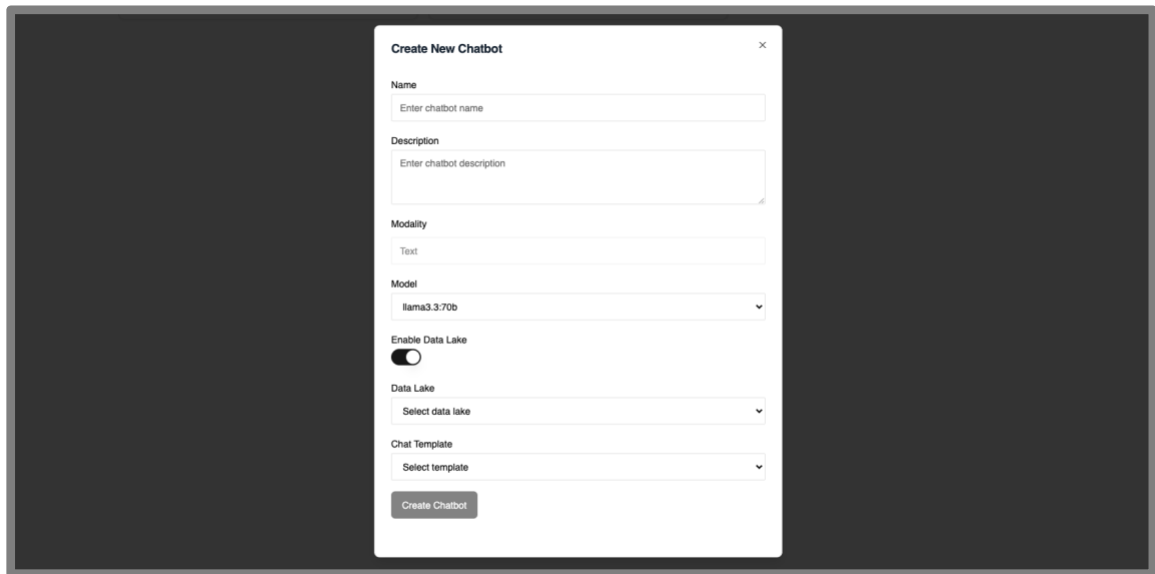 Create New Chatbot
×
Name
Enter chatbot name
Description
Enter chatbot description
Modality
Text
Model
llama3.3:70b
Enable Data Lake
Data Lake
Select data lake
Chat Template
Select template
Create Chatbot